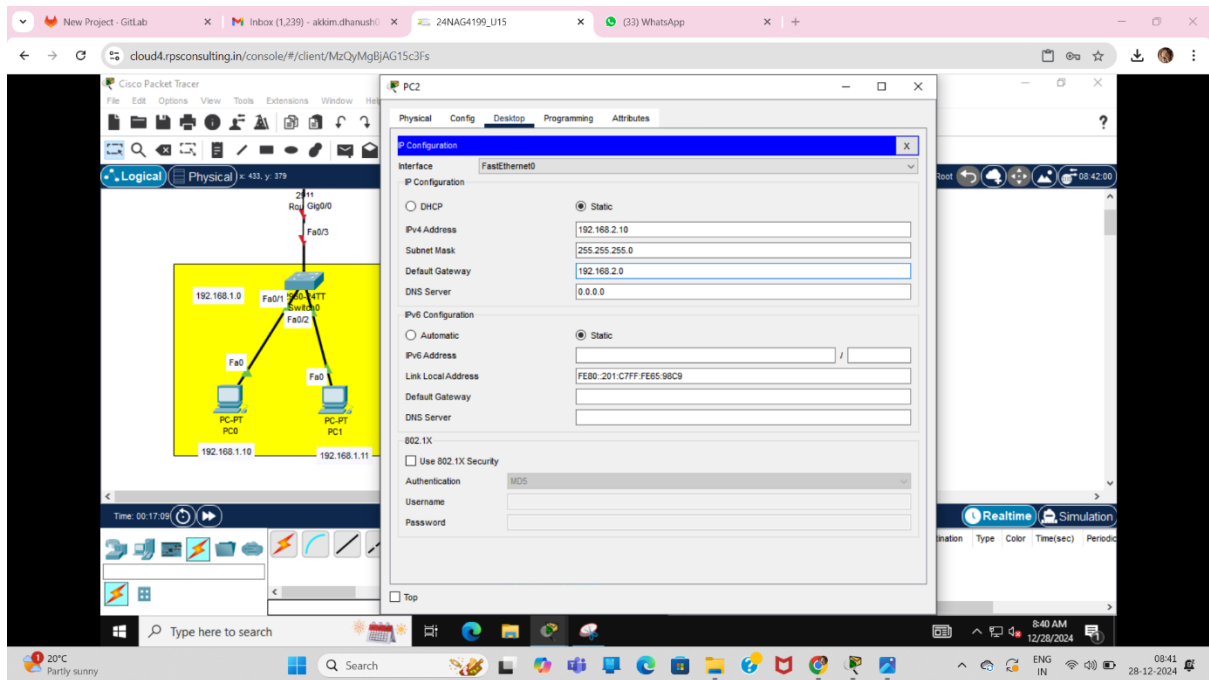 New Project · GitLab
Inbox (1,239) - akkim.dhanush
24NAG4199_U15
(33) WhatsApp
cloud4.rpsconsulting.in/console/#/client/MzQyMgBjAG15c3Fs
Cisco Packet Tracer
File Edit Options View Tools Extensions Window Help
Logical
Physical
x: 433, y: 379
Root
08:42:00
Gig0/0
Fa0/3
192.168.1.0
Fa0/1
Switch0
Fa0/2
Fa0
Fa0
PC-PT
PC0
PC-PT
PC1
192.168.1.10
192.168.1.11
PC2
Physical Config Desktop Programming Attributes
IP Configuration
X
Interface
FastEthernet0
IP Configuration
DHCP
Static
IPv4 Address
192.168.2.10
Subnet Mask
255.255.255.0
Default Gateway
192.168.2.0
DNS Server
0.0.0.0
IPv6 Configuration
Automatic
Static
IPv6 Address
/
Link Local Address
FE80::201:C7FF:FE65:98C9
Default Gateway
DNS Server
802.1X
Use 802.1X Security
Authentication
MD5
Username
Password
Top
Time: 00:17:09
Realtime
Simulation
ination Type Color Time(sec) Periodic
Type here to search
8:40 AM
12/28/2024
1
1
20°C
Partly sunny
Search
ENG
IN
08:41
28-12-2024